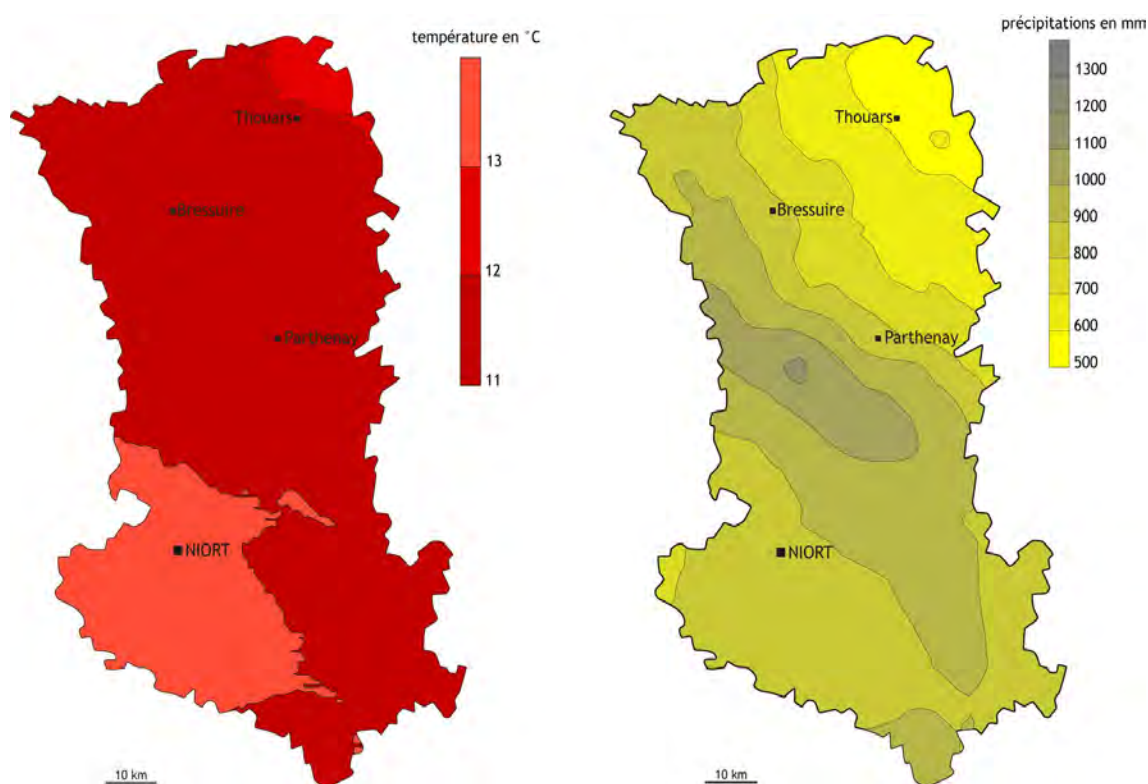 température en °C
Thouars
13
Bressuire
12
Parthenay
11
NIORT
10 km
précipitations en mm
1300
1200
Thouars
1100
1000
Bressuire
900
800
700
600
Parthenay
500
NIORT
10 km